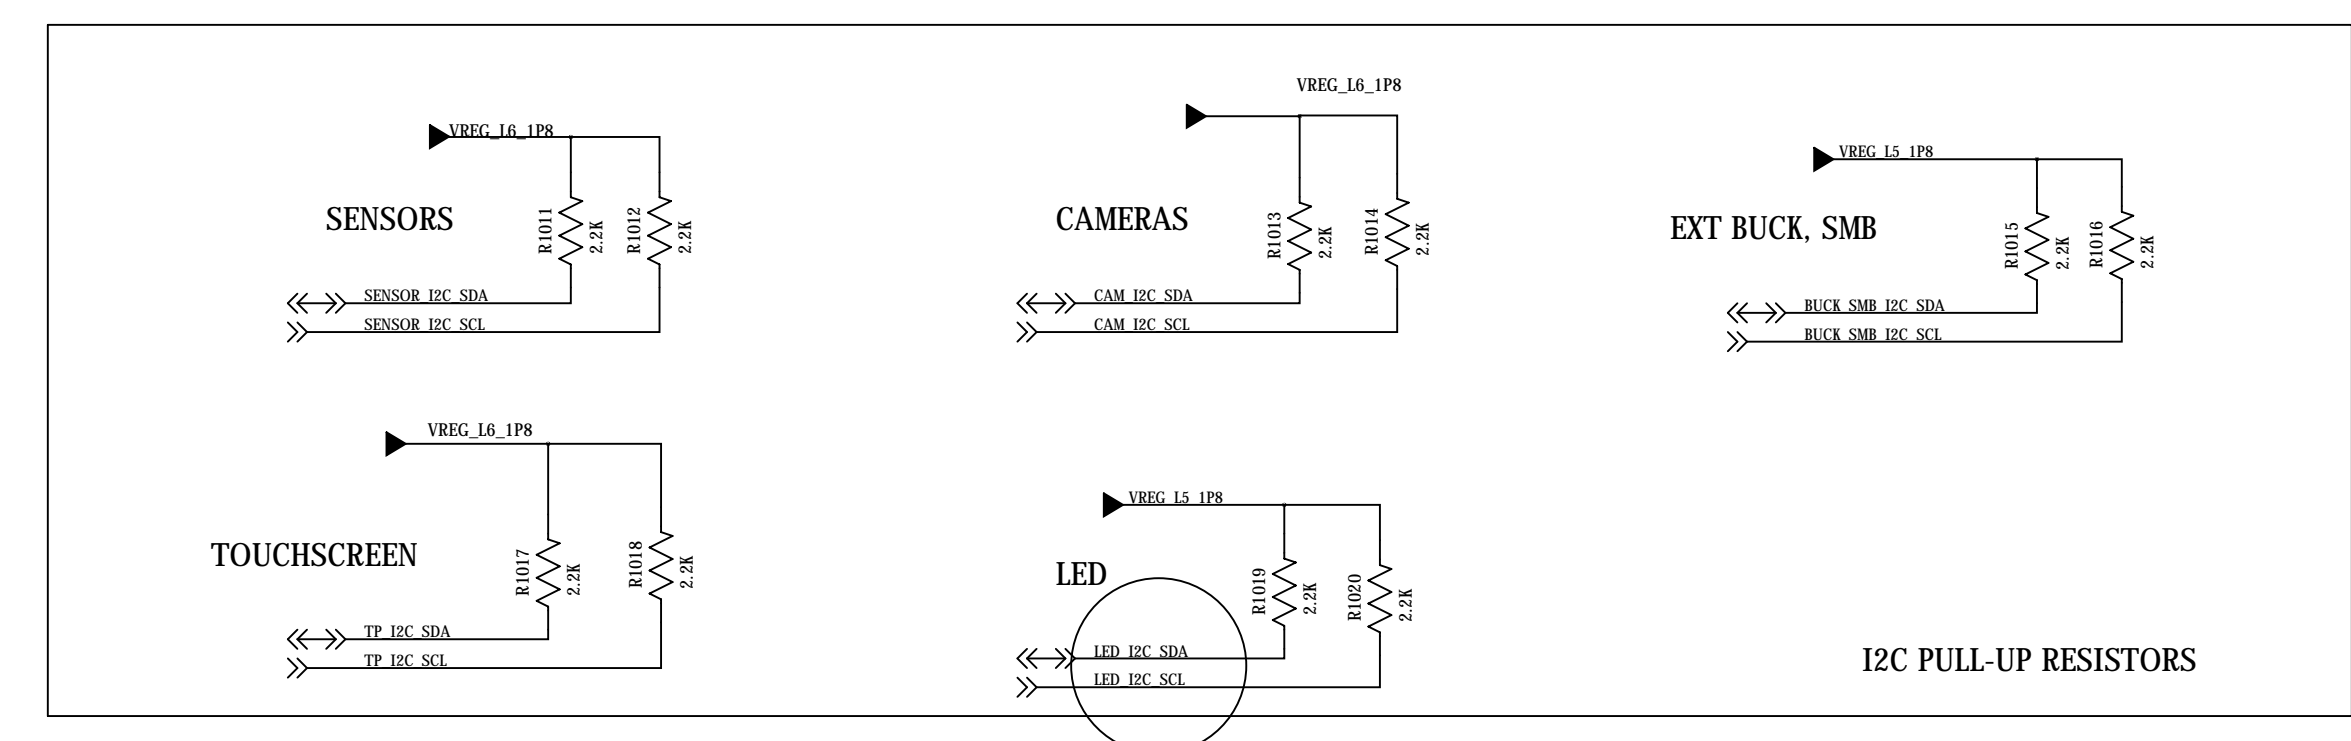 VREG_L6_1P8
SENSORS
R1011
2.2K
R1012
2.2K
SENSOR_I2C_SDA
SENSOR_I2C_SCL
VREG_L6_1P8
CAMERAS
R1013
2.2K
R1014
2.2K
CAM_I2C_SDA
CAM_I2C_SCL
VREG_L5_1P8
EXT BUCK, SMB
R1015
2.2K
R1016
2.2K
BUCK_SMB_I2C_SDA
BUCK_SMB_I2C_SCL
VREG_L6_1P8
TOUCHSCREEN
R1017
2.2K
R1018
2.2K
TP_I2C_SDA
TP_I2C_SCL
VREG_L5_1P8
LED
R1019
2.2K
R1020
2.2K
LED_I2C_SDA
LED_I2C_SCL
I2C PULL-UP RESISTORS